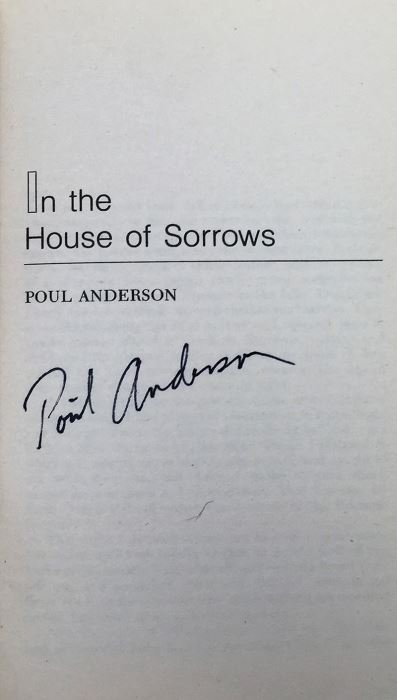 In the
House of Sorrows
POUL ANDERSON
Poul Anderson